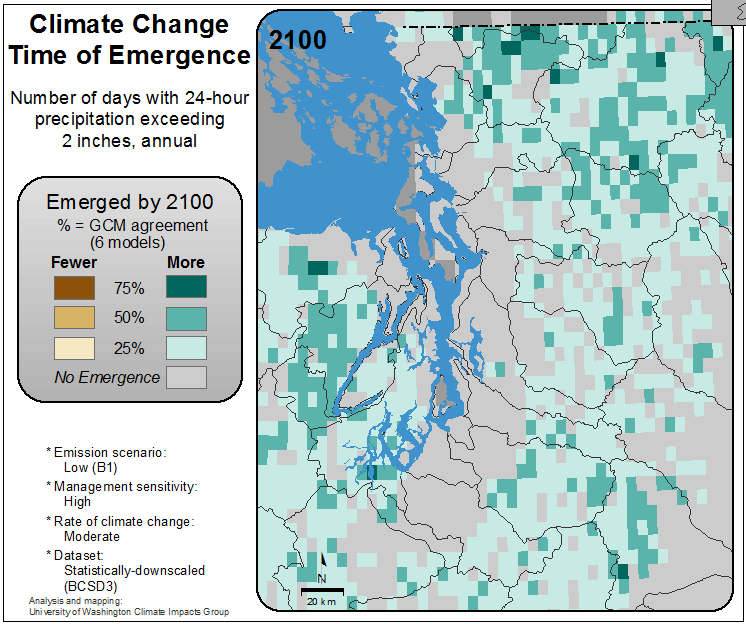 Climate Change
Time of Emergence
Number of days with 24-hour
precipitation exceeding
2 inches, annual
Emerged by 2100
% = GCM agreement
(6 models)
Fewer More
75%
50%
25%
No Emergence
* Emission scenario:
Low (B1)
* Management sensitivity:
High
* Rate of climate change:
Moderate
* Dataset:
Statistically-downscaled
(BCSD3)
Analysis and mapping:
University of Washington Climate Impacts Group
2100
N
20 km